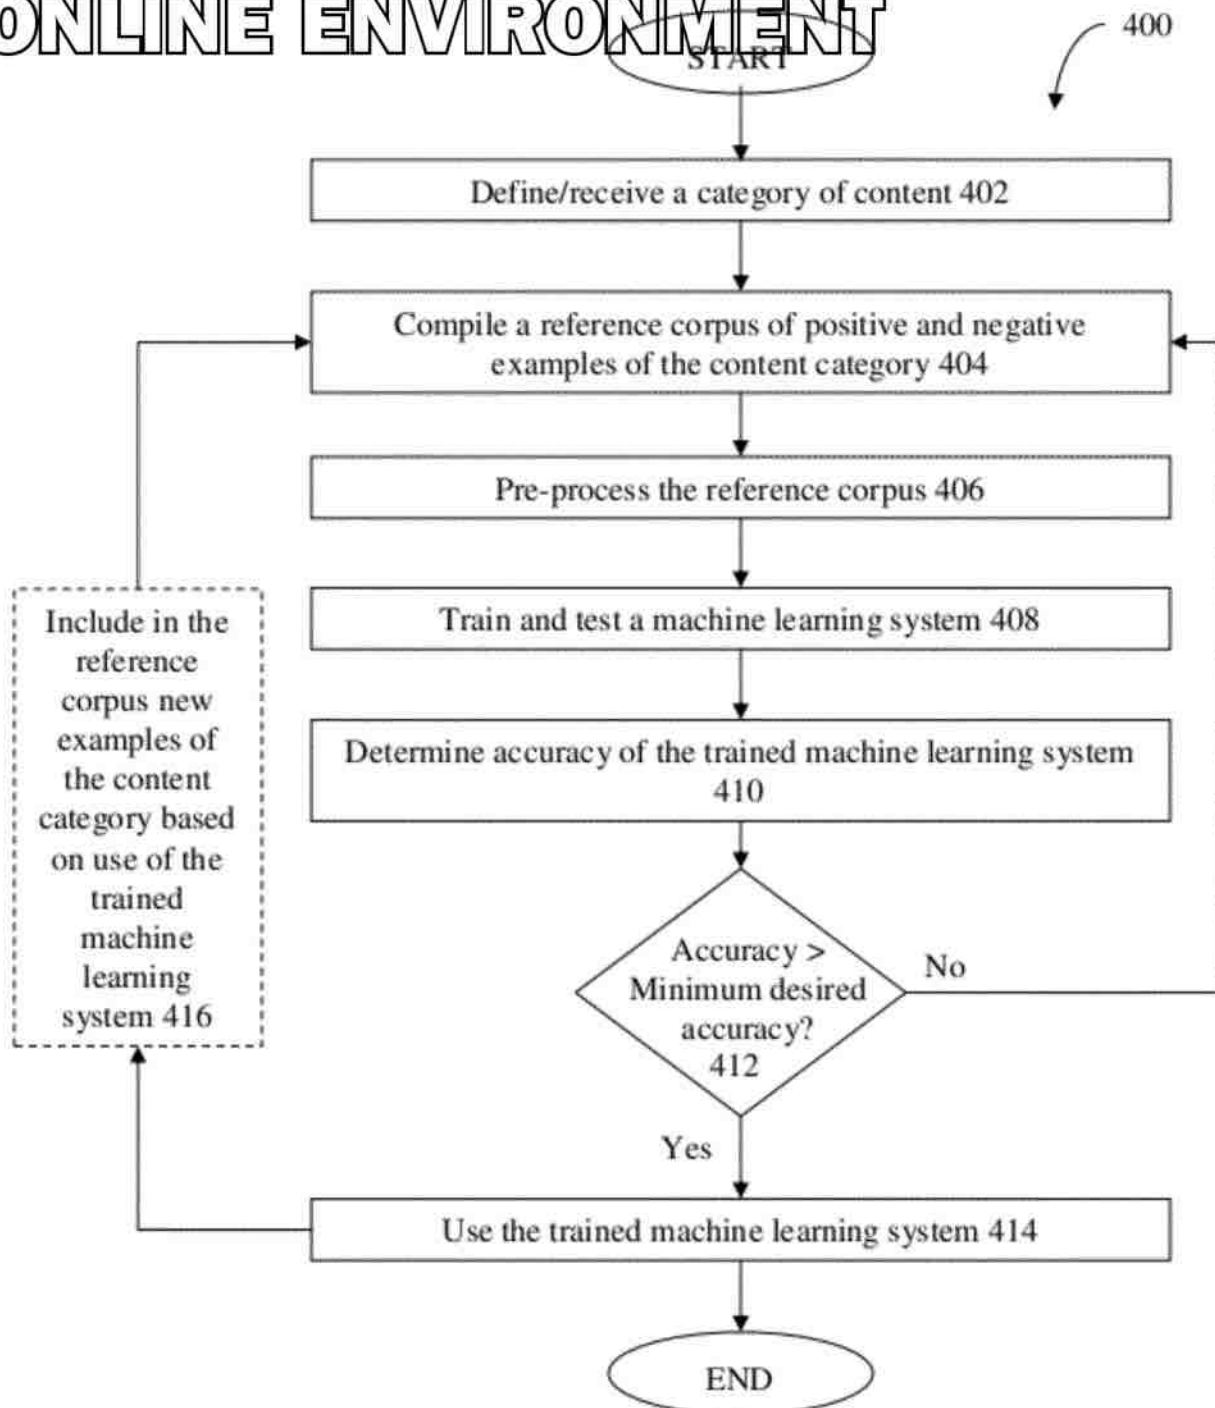 ONLINE ENVIRONMENT
400
START
Define/receive a category of content 402
Compile a reference corpus of positive and negative
examples of the content category 404
Pre-process the reference corpus 406
Train and test a machine learning system 408
Include in the
reference
corpus new
examples of
the content
category based
on use of the
trained
machine
learning
system 416
Determine accuracy of the trained machine learning system
410
Accuracy >
Minimum desired
accuracy?
412
No
Yes
Use the trained machine learning system 414
END